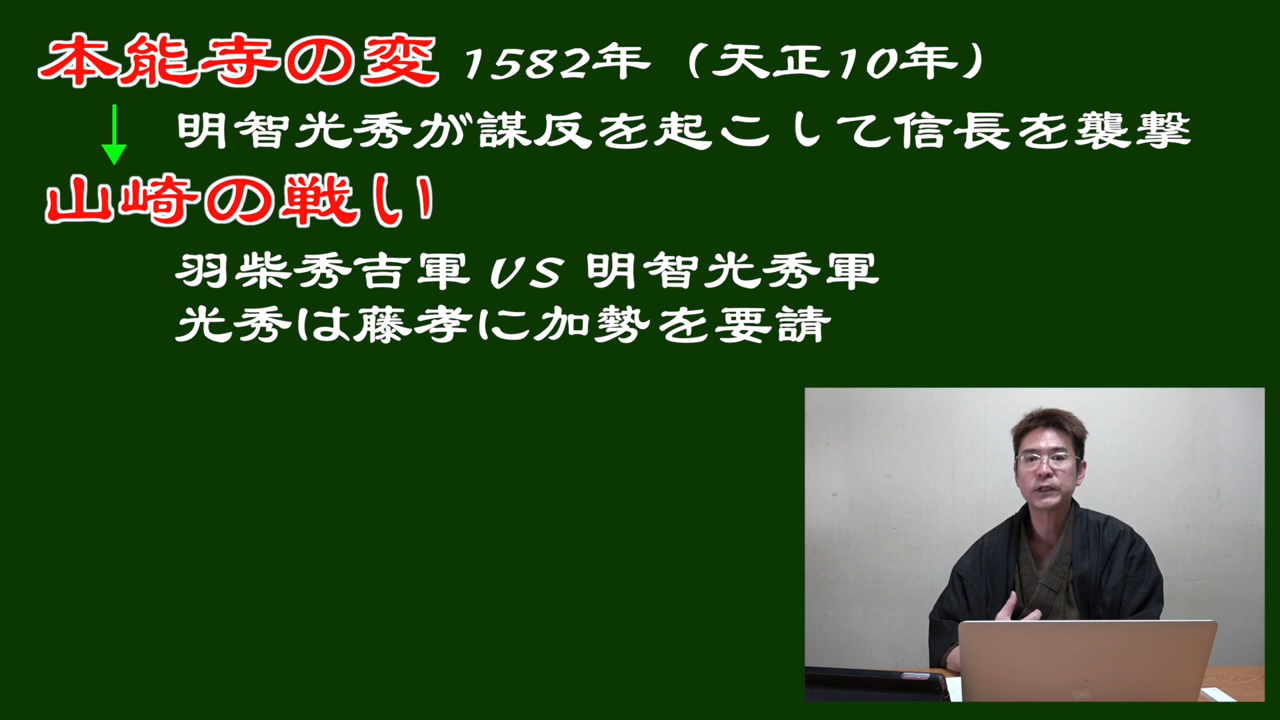 本能寺の変 1582年（天正10年）
明智光秀が謀反を起こして信長を襲撃
山崎の戦い
羽柴秀吉軍 VS 明智光秀軍
光秀は藤孝に加勢を要請